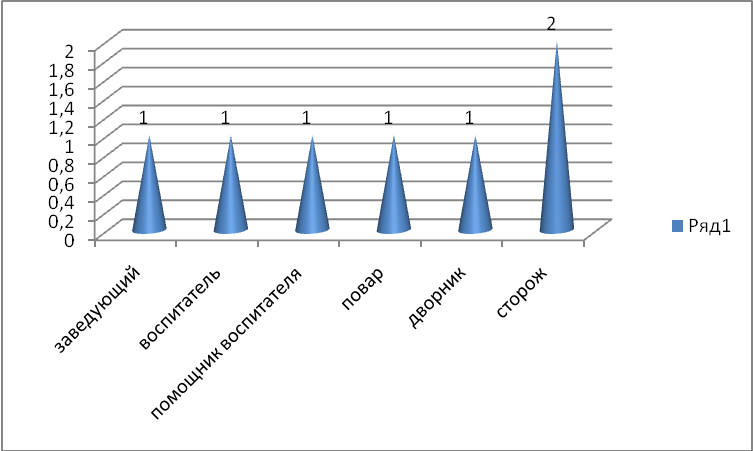 2
1,8
1,6
1,4
1,2
1
0,8
0,6
0,4
0,2
0
1
1
1
1
1
2
заведующий
воспитатель
помощник воспитателя
повар
дворник
сторож
Ряд1